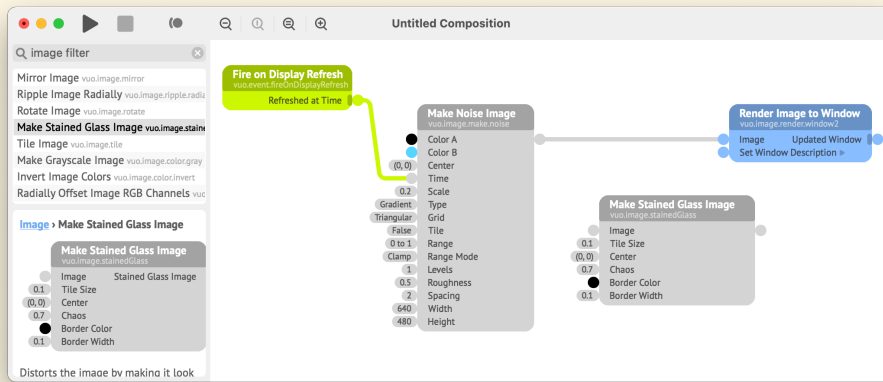 Untitled Composition
image filter
Mirror Image vuo.image.mirror
Ripple Image Radially vuo.image.ripple.radia
Rotate Image vuo.image.rotate
Make Stained Glass Image vuo.image.staine
Tile Image vuo.image.tile
Make Grayscale Image vuo.image.color.gray
Invert Image Colors vuo.image.color.invert
Radially Offset Image RGB Channels vuo
Image › Make Stained Glass Image
Make Stained Glass Image
vuo.image.stainedGlass
Image Stained Glass Image
0.1 Tile Size
(0, 0) Center
0.7 Chaos
Border Color
0.1 Border Width
Distorts the image by making it look
Fire on Display Refresh
vuo.event.fireOnDisplayRefresh
Refreshed at Time
Make Noise Image
vuo.image.make.noise
Color A
Color B
(0, 0) Center
Time
0.2 Scale
Gradient Type
Triangular Grid
False Tile
0 to 1 Range
Clamp Range Mode
1 Levels
0.5 Roughness
2 Spacing
640 Width
480 Height
Make Stained Glass Image
vuo.image.stainedGlass
Image
0.1 Tile Size
(0, 0) Center
0.7 Chaos
Border Color
0.1 Border Width
Render Image to Window
vuo.image.render.window2
Image Updated Window
Set Window Description